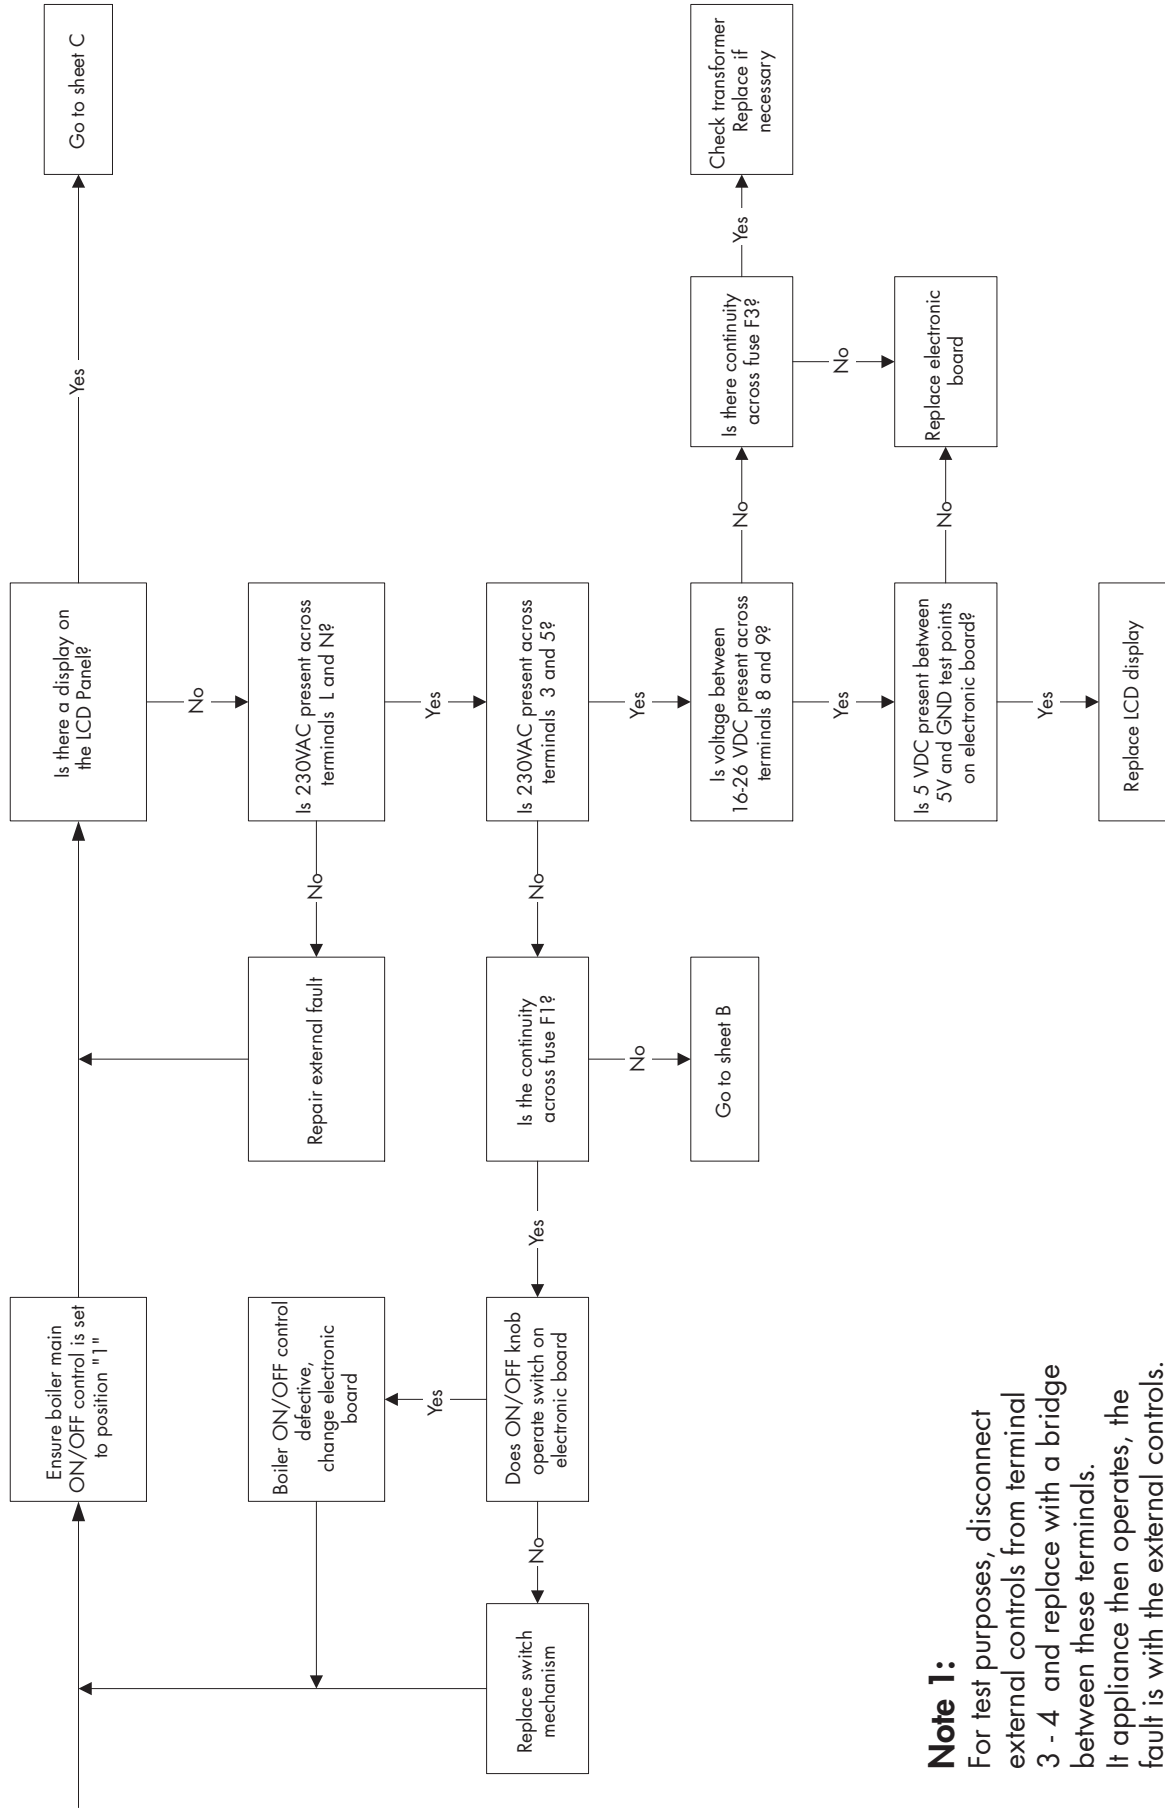 Ensure boiler main
ON/OFF control is set
to position "1"
Is there a display on
the LCD Panel?
Yes
Go to sheet C
No
Is 230VAC present across
terminals L and N?
No
Repair external fault
Yes
Is 230VAC present across
terminals 3 and 5?
No
Is the continuity
across fuse F1?
No
Go to sheet B
Yes
Does ON/OFF knob
operate switch on
electronic board
Yes
Boiler ON/OFF control
defective,
change electronic
board
No
Replace switch
mechanism
Yes
Is voltage between
16-26 VDC present across
terminals 8 and 9?
No
Is there continuity
across fuse F3?
Yes
Check transformer
Replace if
necessary
No
Replace electronic
board
Yes
Is 5 VDC present between
5V and GND test points
on electronic board?
No
Yes
Replace LCD display
Note 1:
For test purposes, disconnect
external controls from terminal
3 - 4 and replace with a bridge
between these terminals.
It appliance then operates, the
fault is with the external controls.